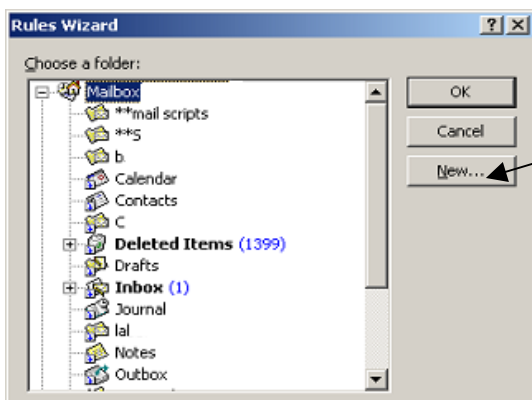 Rules Wizard
Choose a folder:
Mailbox
**mail scripts
**5
b
Calendar
Contacts
C
Deleted Items (1399)
Drafts
Inbox (1)
Journal
lal
Notes
Outbox
OK
Cancel
New...